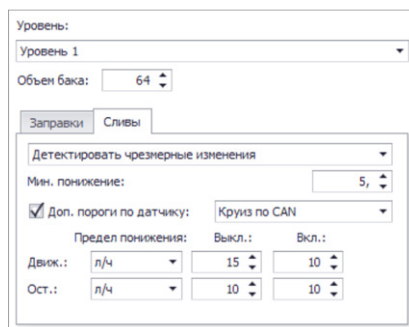 Уровень:
Уровень 1
Объем бака: 64
Заправки Сливы
Детектировать чрезмерные изменения
Мин. понижение: 5,
Доп. пороги по датчику: Круиз по CAN
Предел понижения: Выкл.: Вкл.:
Движ.: л/ч 15 10
Ост.: л/ч 10 10